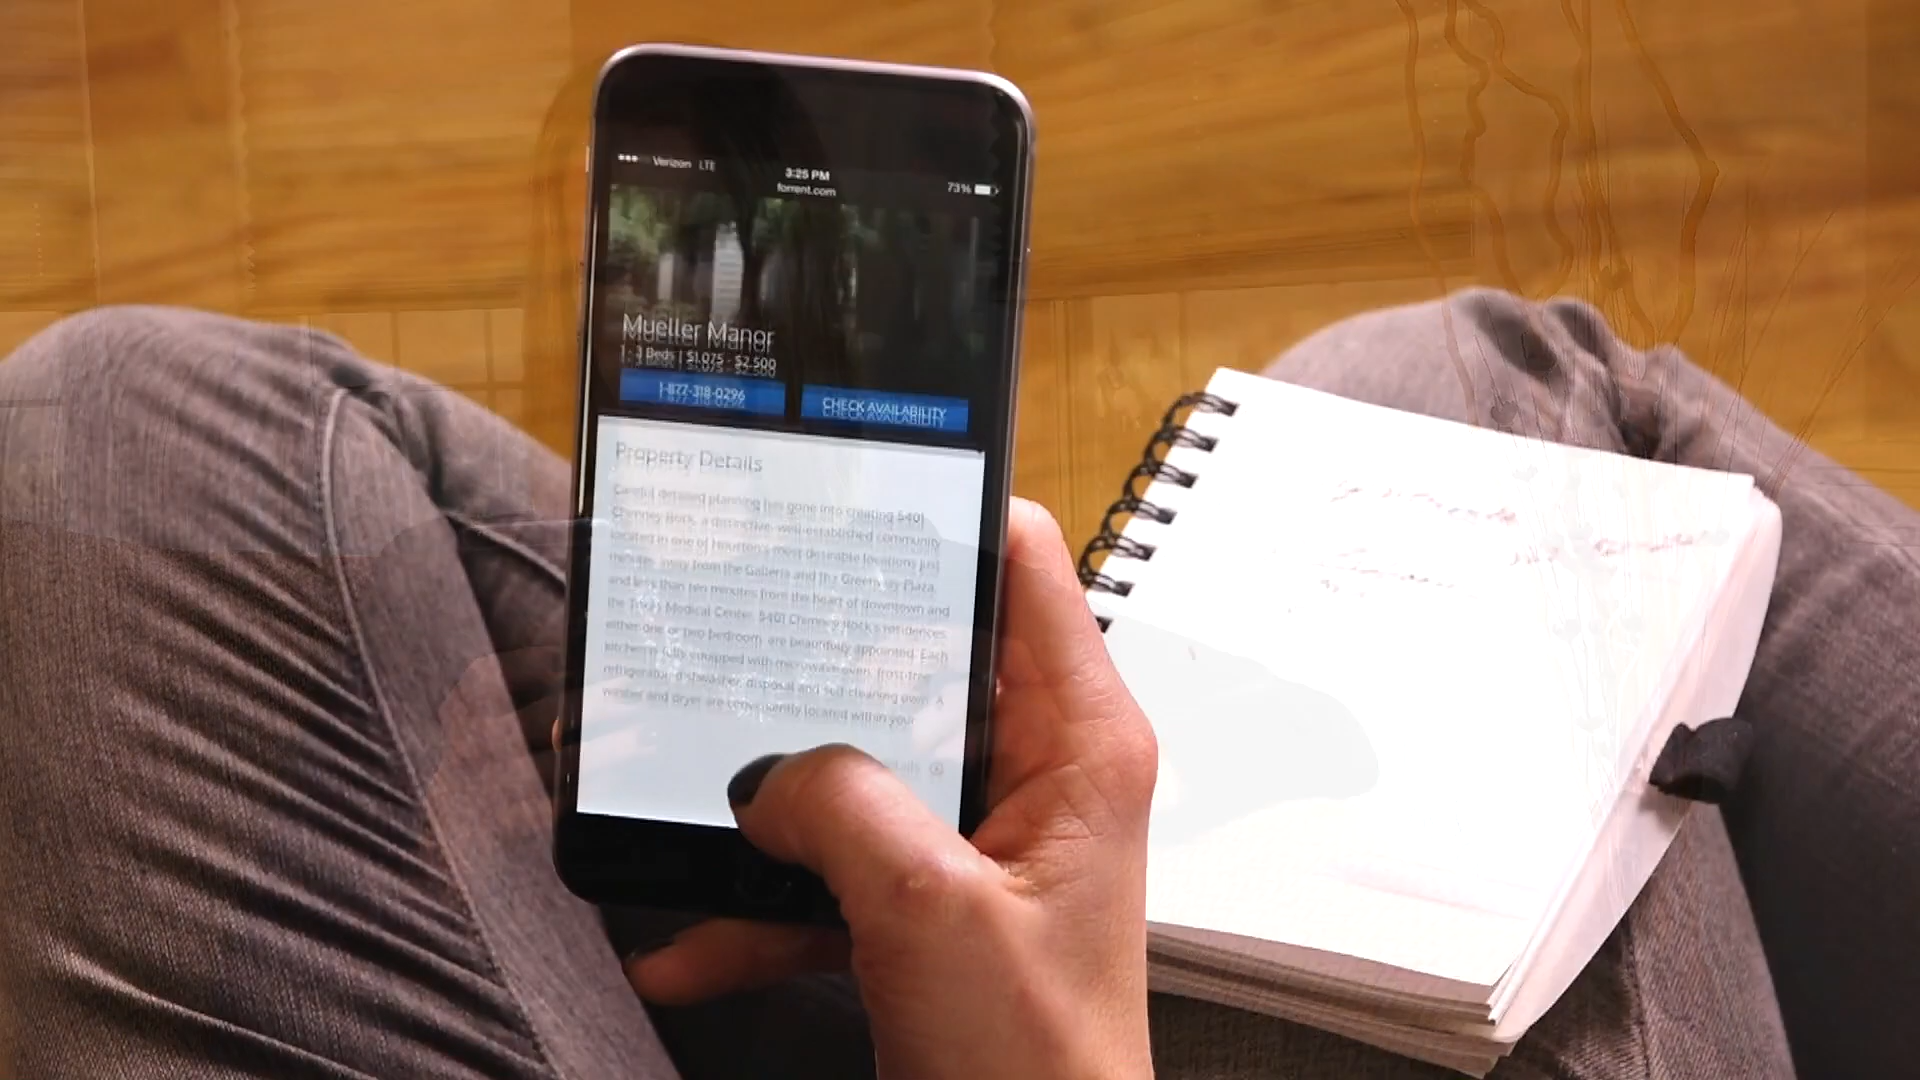 Verizon LTE
3:25 PM
73%
forrent.com
Mueller Manor
1 - 3 Beds | $1,075 - $2,500
1-877-318-0296
CHECK AVAILABILITY
Property Details
Careful detailed planning has gone into creating 5401
Chimney Rock, a distinctive, well-established community
located in one of Houston's most desirable locations just
minutes away from the Galleria and the Greenway Plaza,
and less than ten minutes from the heart of downtown and
the Texas Medical Center. 5401 Chimney Rock's residences,
either one or two bedroom, are beautifully appointed. Each
kitchen is fully equipped with microwave oven, frost-free
refrigerator, dishwasher, disposal and self-cleaning oven. A
washer and dryer are conveniently located within your